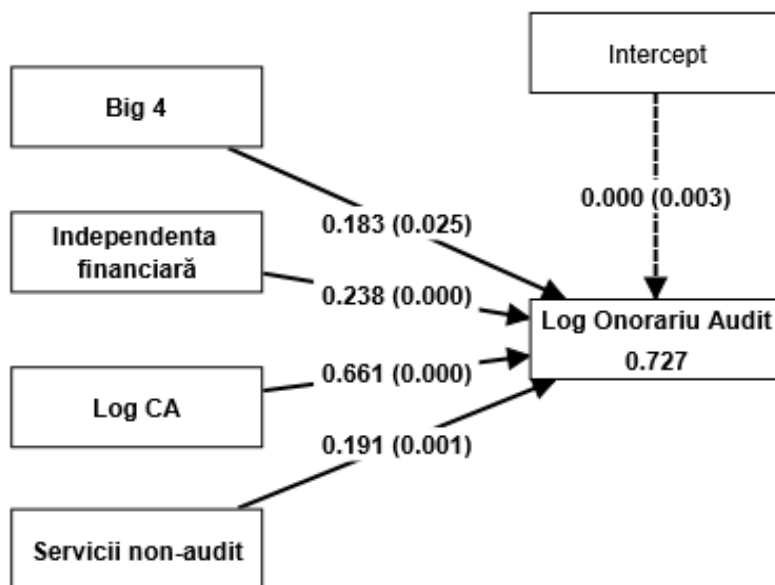 Intercept
Big 4
0.000 (0.003)
0.183 (0.025)
Independenta
financiară
0.238 (0.000)
Log Onorariu Audit
0.727
0.661 (0.000)
Log CA
0.191 (0.001)
Servicii non-audit